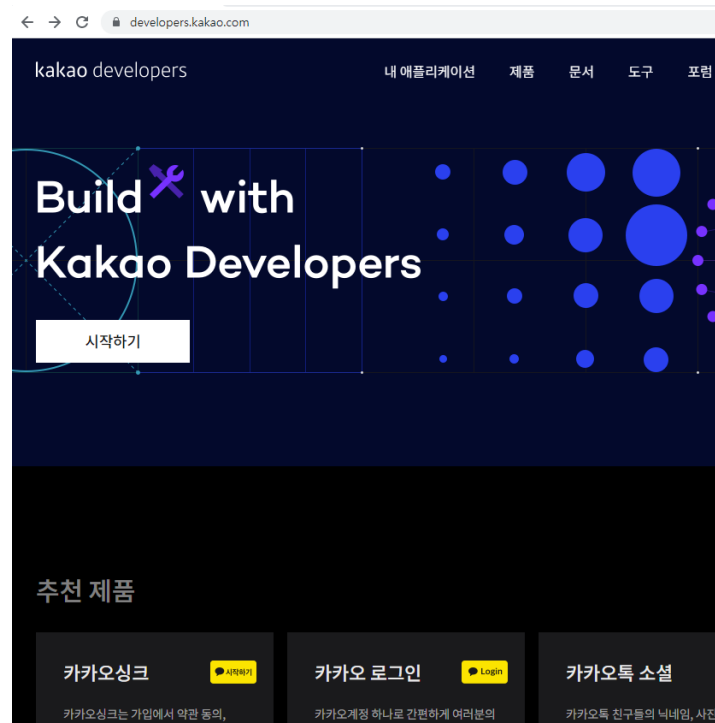 developers.kakao.com
kakao developers 내 애플리케이션 제품 문서 도구 포럼
Build with
Kakao Developers
시작하기
추천 제품
카카오싱크 시작하기 카카오 로그인 Login 카카오톡 소셜
카카오싱크는 가입에서 약관 동의, 카카오계정 하나로 간편하게 여러분의 카카오톡 친구들의 닉네임, 사진